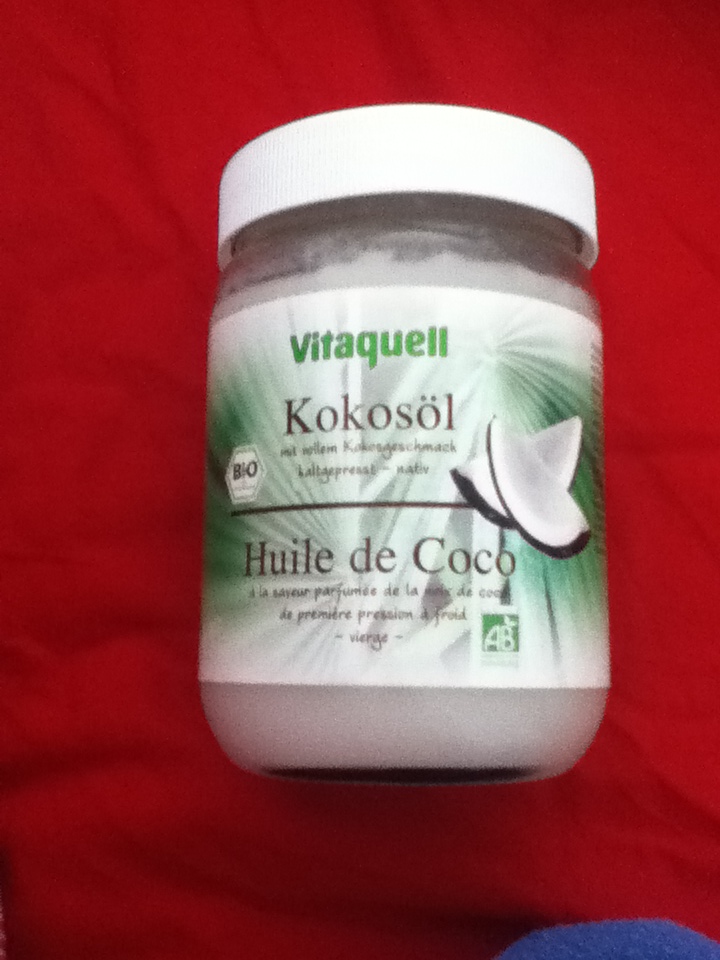 Vitaquell
Kokosöl
mit vollem Kokosgeschmack
kaltgepresst - nativ
BIO
Huile de Coco
à la saveur parfumée de la noix de coco
de première pression à froid
- vierge -
AB